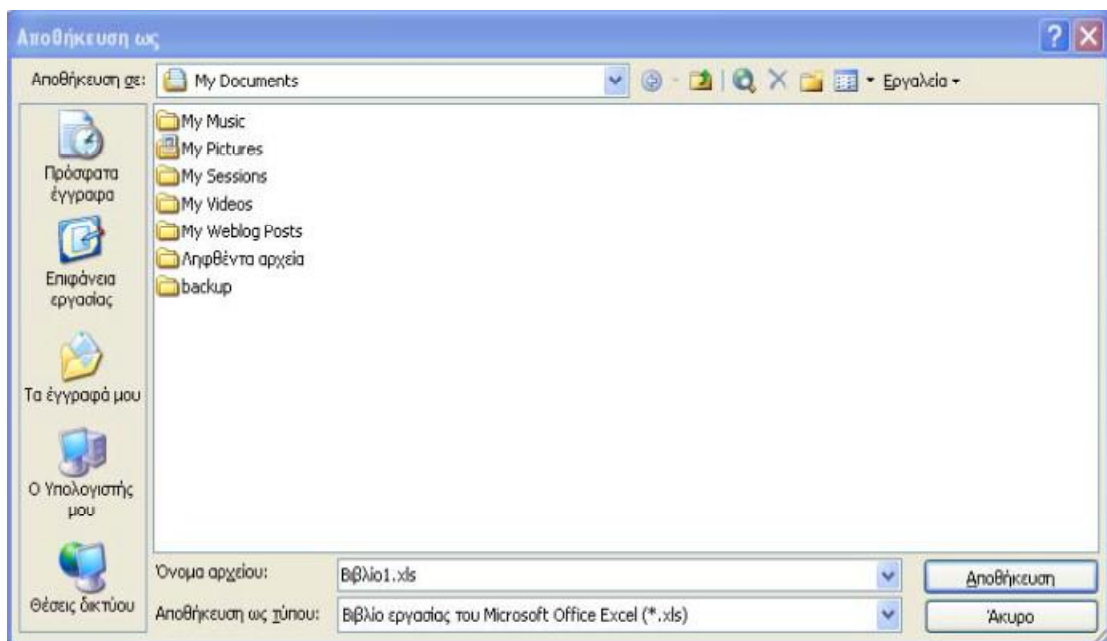 Αποθήκευση ως
Αποθήκευση σε:
My Documents
Εργαλεία
Πρόσφατα
έγγραφα
Επιφάνεια
εργασίας
Τα έγγραφά μου
Ο Υπολογιστής
μου
Θέσεις δικτύου
My Music
My Pictures
My Sessions
My Videos
My Weblog Posts
Ληφθέντα αρχεία
backup
Όνομα αρχείου:
Βιβλίο1.xls
Αποθήκευση
Αποθήκευση ως τύπου:
Βιβλίο εργασίας του Microsoft Office Excel (*.xls)
Άκυρο